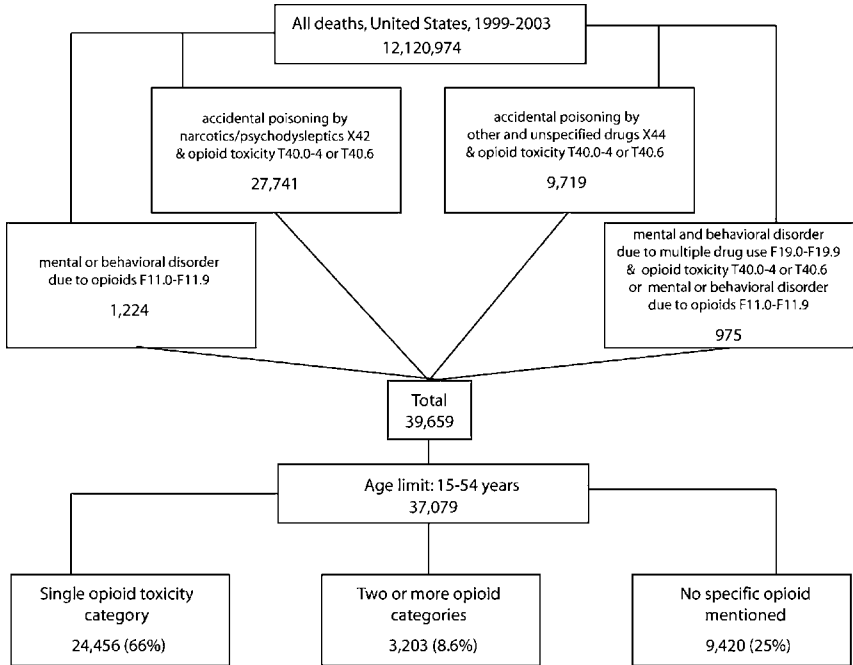 All deaths, United States, 1999-2003
12,120,974
accidental poisoning by
narcotics/psychodysleptics X42
& opioid toxicity T40.0-4 or T40.6
27,741
accidental poisoning by
other and unspecified drugs X44
& opioid toxicity T40.0-4 or T40.6
9,719
mental or behavioral disorder
due to opioids F11.0-F11.9
1,224
mental and behavioral disorder
due to multiple drug use F19.0-F19.9
& opioid toxicity T40.0-4 or T40.6
or mental or behavioral disorder
due to opioids F11.0-F11.9
975
Total
39,659
Age limit: 15-54 years
37,079
Single opioid toxicity
category
24,456 (66%)
Two or more opioid
categories
3,203 (8.6%)
No specific opioid
mentioned
9,420 (25%)